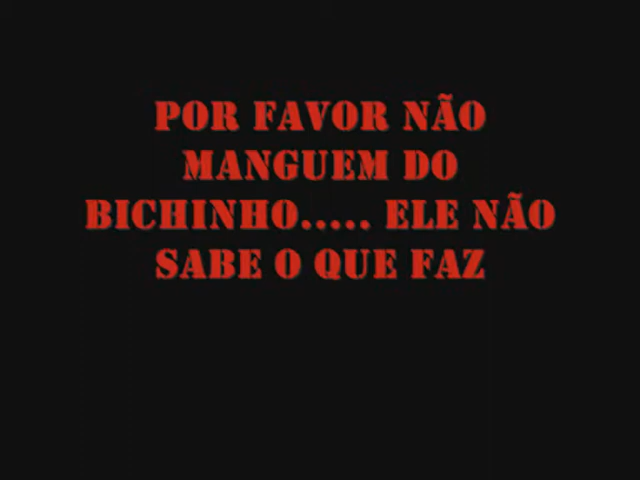 POR FAVOR NÃO
MANGUEM DO
BICHINHO..... ELE NÃO
SABE O QUE FAZ